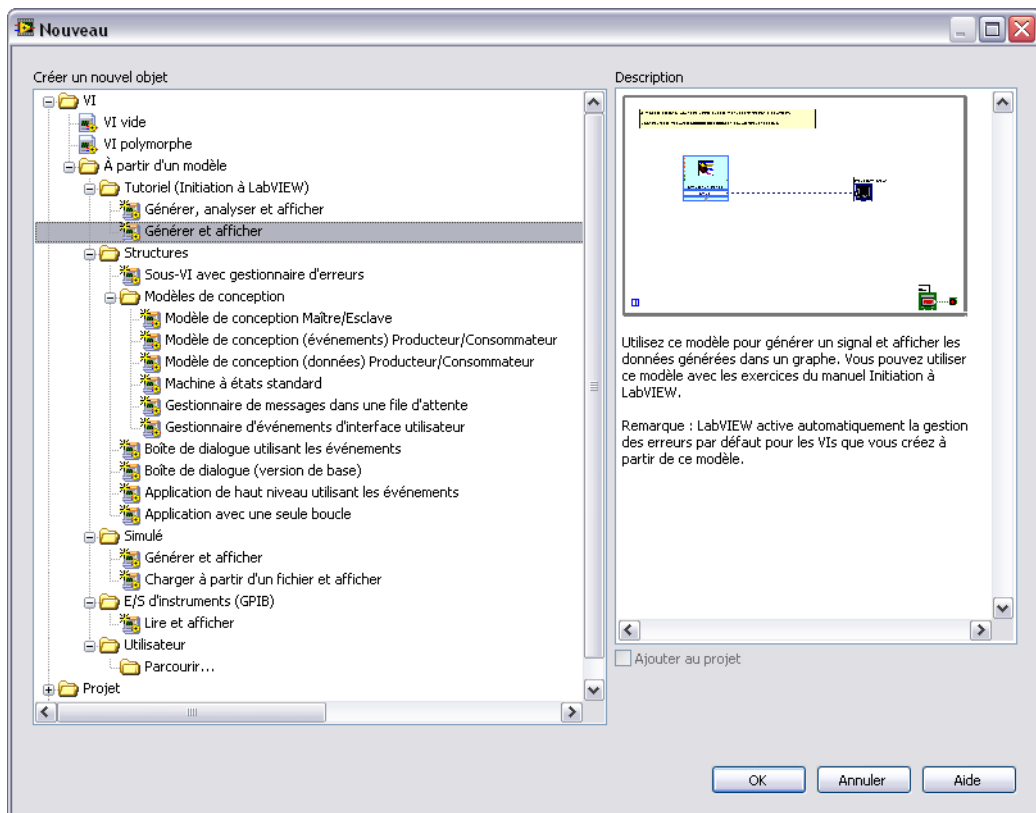 Nouveau
Créer un nouvel objet
VI
VI vide
VI polymorphe
À partir d'un modèle
Tutoriel (Initiation à LabVIEW)
Générer, analyser et afficher
Générer et afficher
Structures
Sous-VI avec gestionnaire d'erreurs
Modèles de conception
Modèle de conception Maître/Esclave
Modèle de conception (événements) Producteur/Consommateur
Modèle de conception (données) Producteur/Consommateur
Machine à états standard
Gestionnaire de messages dans une file d'attente
Gestionnaire d'événements d'interface utilisateur
Boîte de dialogue utilisant les événements
Boîte de dialogue (version de base)
Application de haut niveau utilisant les événements
Application avec une seule boucle
Simulé
Générer et afficher
Charger à partir d'un fichier et afficher
E/S d'instruments (GPIB)
Lire et afficher
Utilisateur
Parcourir...
Projet
Description
Utilisez ce modèle pour générer un signal et afficher les
données générées dans un graphe. Vous pouvez utiliser
ce modèle avec les exercices du manuel Initiation à
LabVIEW.
Remarque : LabVIEW active automatiquement la gestion
des erreurs par défaut pour les VIs que vous créez à
partir de ce modèle.
Ajouter au projet
OK
Annuler
Aide